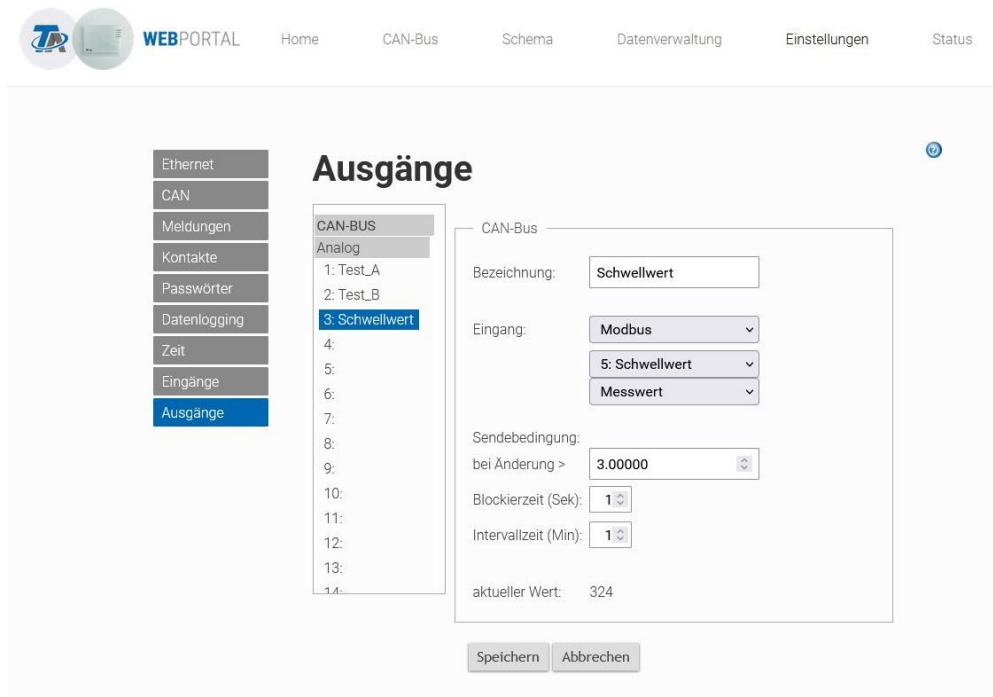 TA WEBPORTAL Home CAN-Bus Schema Datenverwaltung Einstellungen Status
Ethernet
CAN
Meldungen
Kontakte
Passwörter
Datenlogging
Zeit
Eingänge
Ausgänge
Ausgänge
CAN-BUS
Analog
1: Test_A
2: Test_B
3: Schwellwert
4:
5:
6:
7:
8:
9:
10:
11:
12:
13:
14:
CAN-Bus
Bezeichnung: Schwellwert
Eingang: Modbus
5: Schwellwert
Messwert
Sendebedingung:
bei Änderung > 3.00000
Blockierzeit (Sek): 1
Intervallzeit (Min): 1
aktueller Wert: 324
Speichern Abbrechen